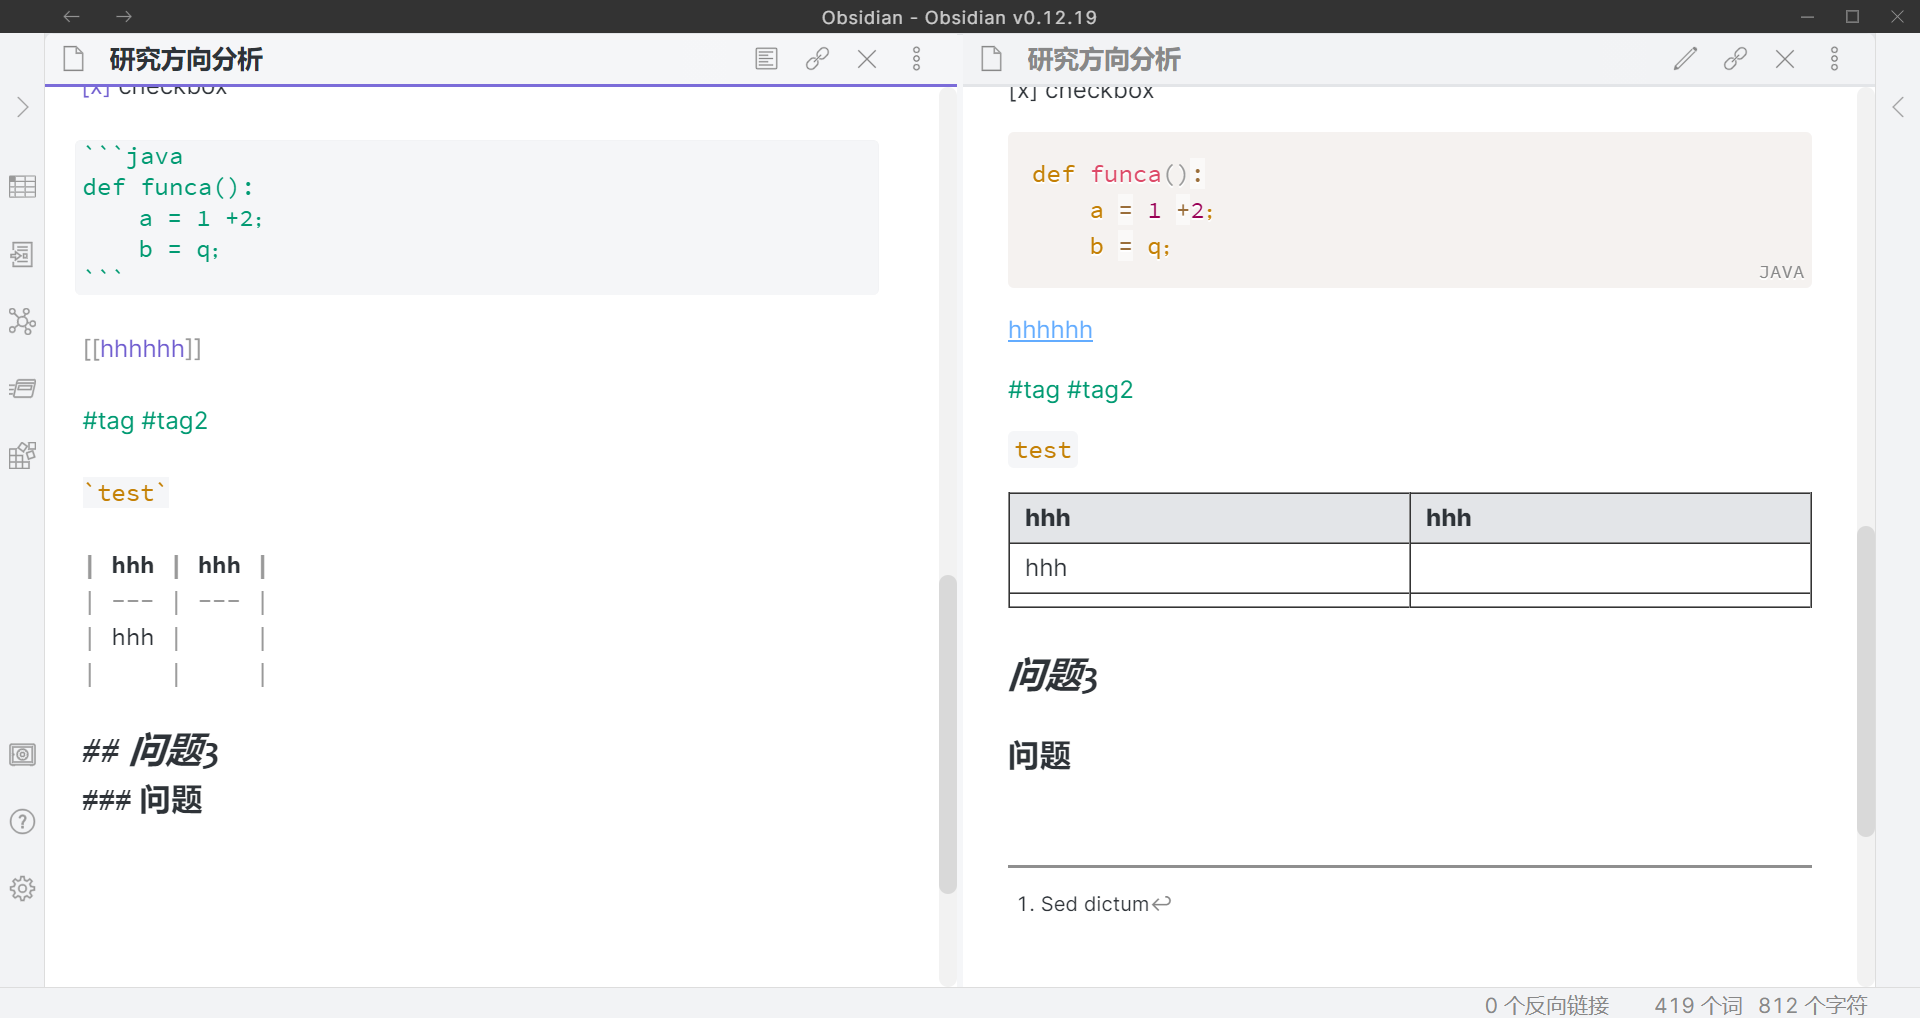 Obsidian - Obsidian v0.12.19
研究方向分析
[x] checkbox
```java
def funca():
    a = 1 +2;
    b = q;
```
[[hhhhhh]]
#tag #tag2
`test`
| hhh | hhh |
| --- | --- |
| hhh |     |
|     |     |
## 问题3
### 问题
研究方向分析
[x] checkbox
def funca():
    a = 1 +2;
    b = q;
JAVA
hhhhhh
#tag #tag2
test
hhh hhh
hhh
问题3
问题
1. Sed dictum↩
0 个反向链接 419 个词 812 个字符